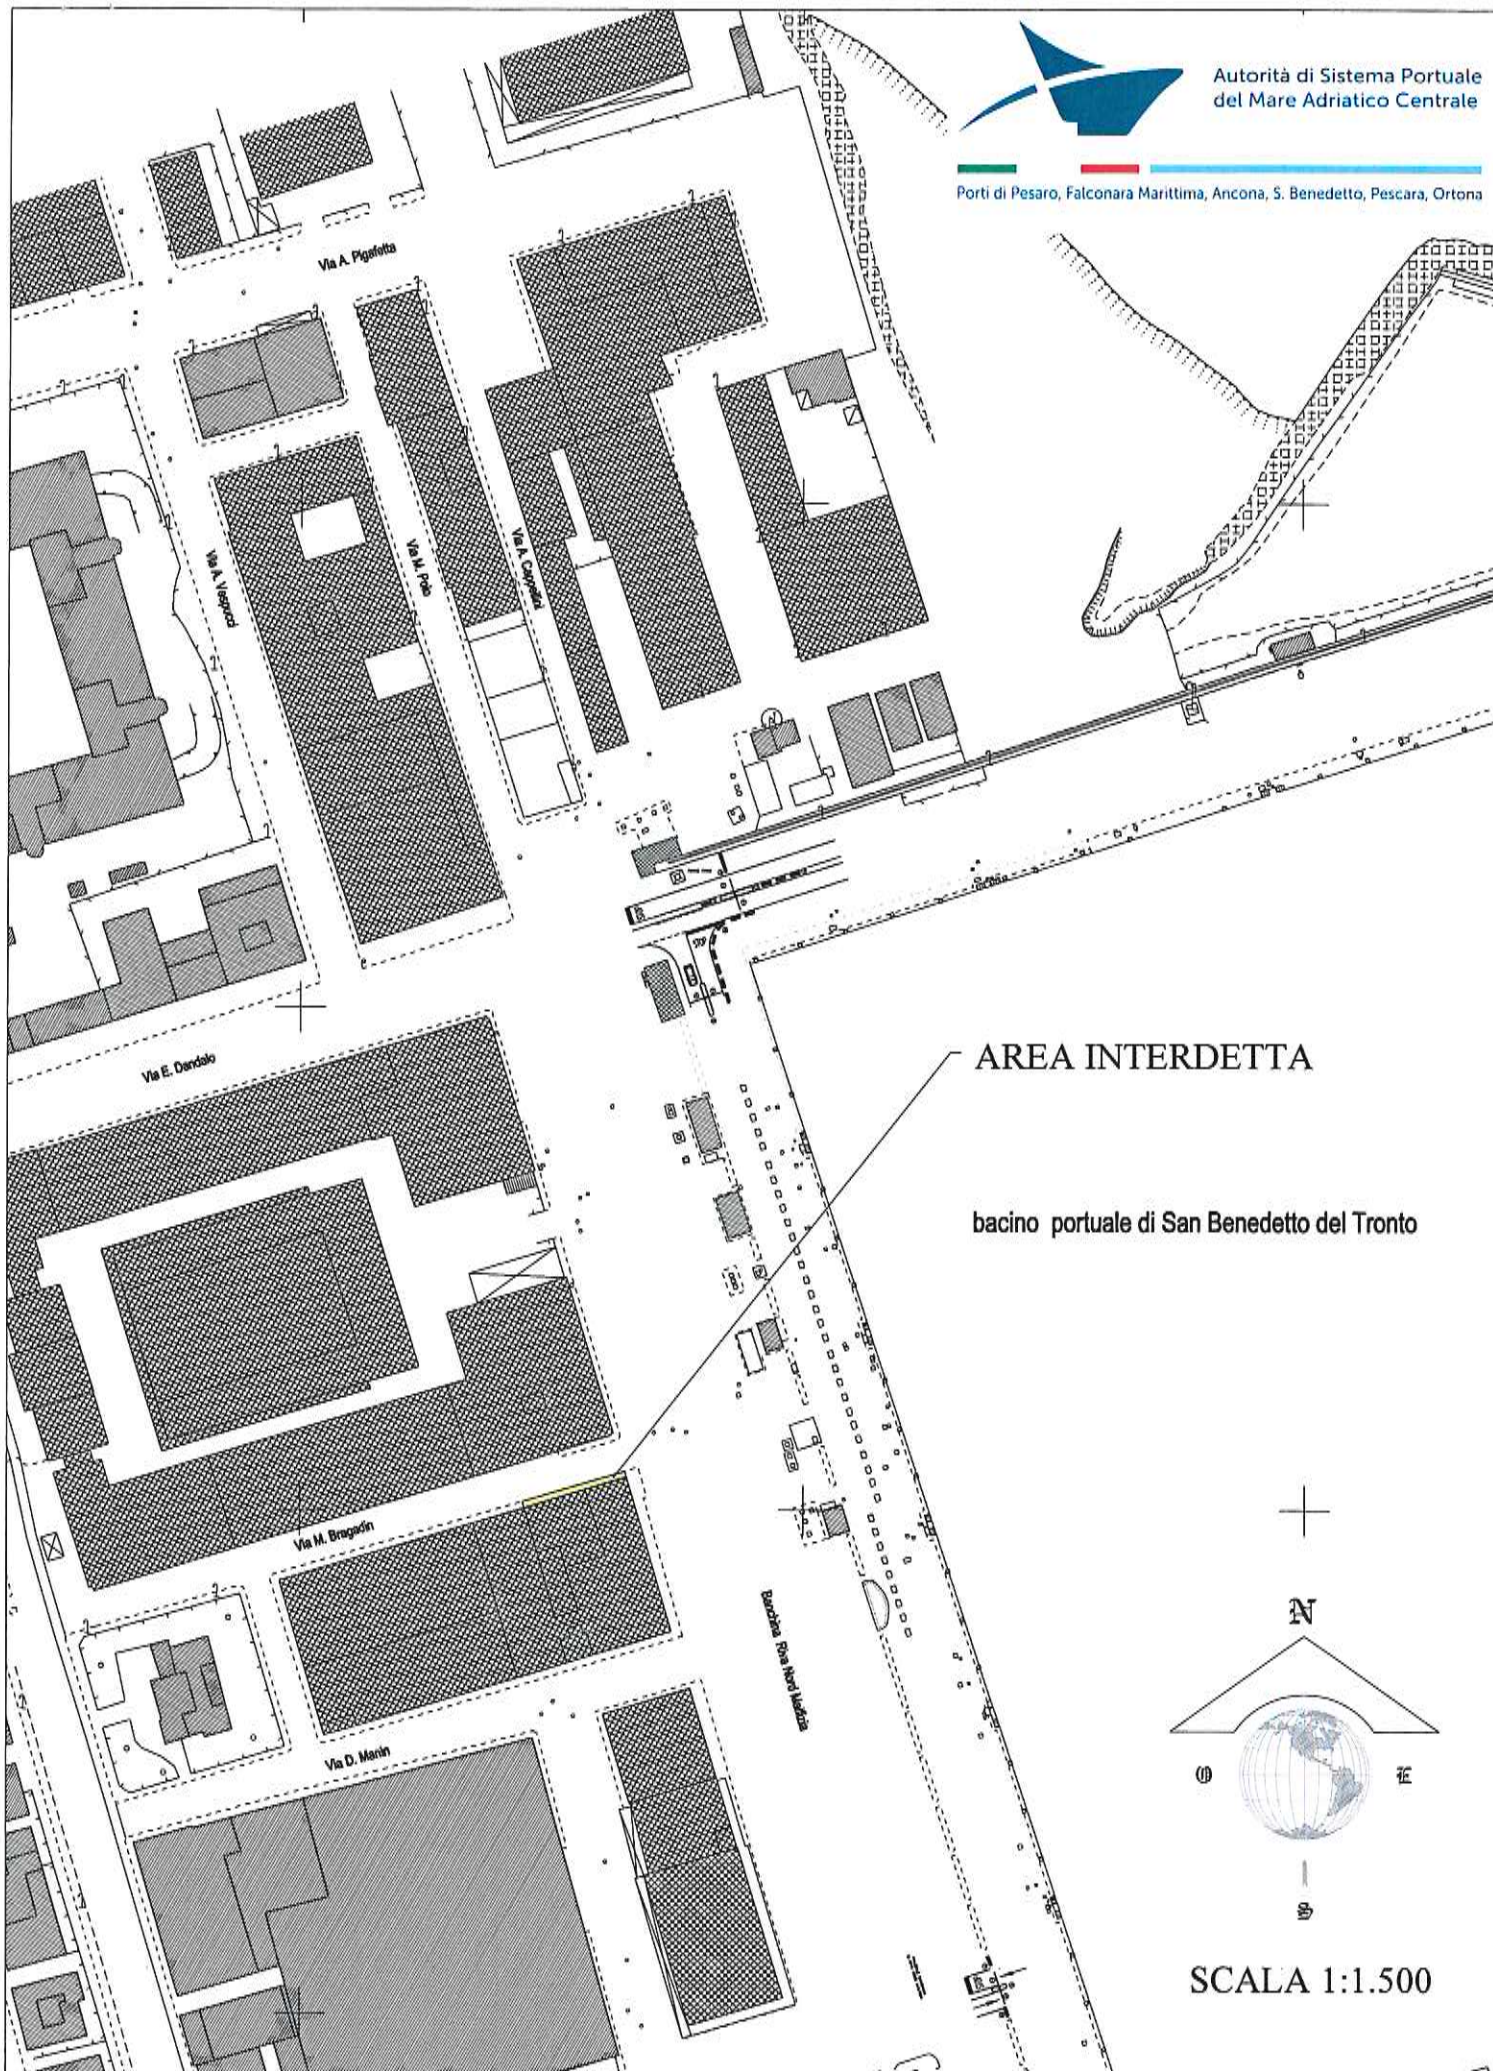 Autorità di Sistema Portuale
del Mare Adriatico Centrale
Porti di Pesaro, Falconara Marittima, Ancona, S. Benedetto, Pescara, Ortona
Via A. Pigafetta
Via A. Vespucci
Via M. Polo
Via A. Cappellini
Via E. Dandalo
AREA INTERDETTA
bacino portuale di San Benedetto del Tronto
Via M. Bragadin
Banchina Riva Nord
Via D. Manin
N
O
E
S
SCALA 1:1.500